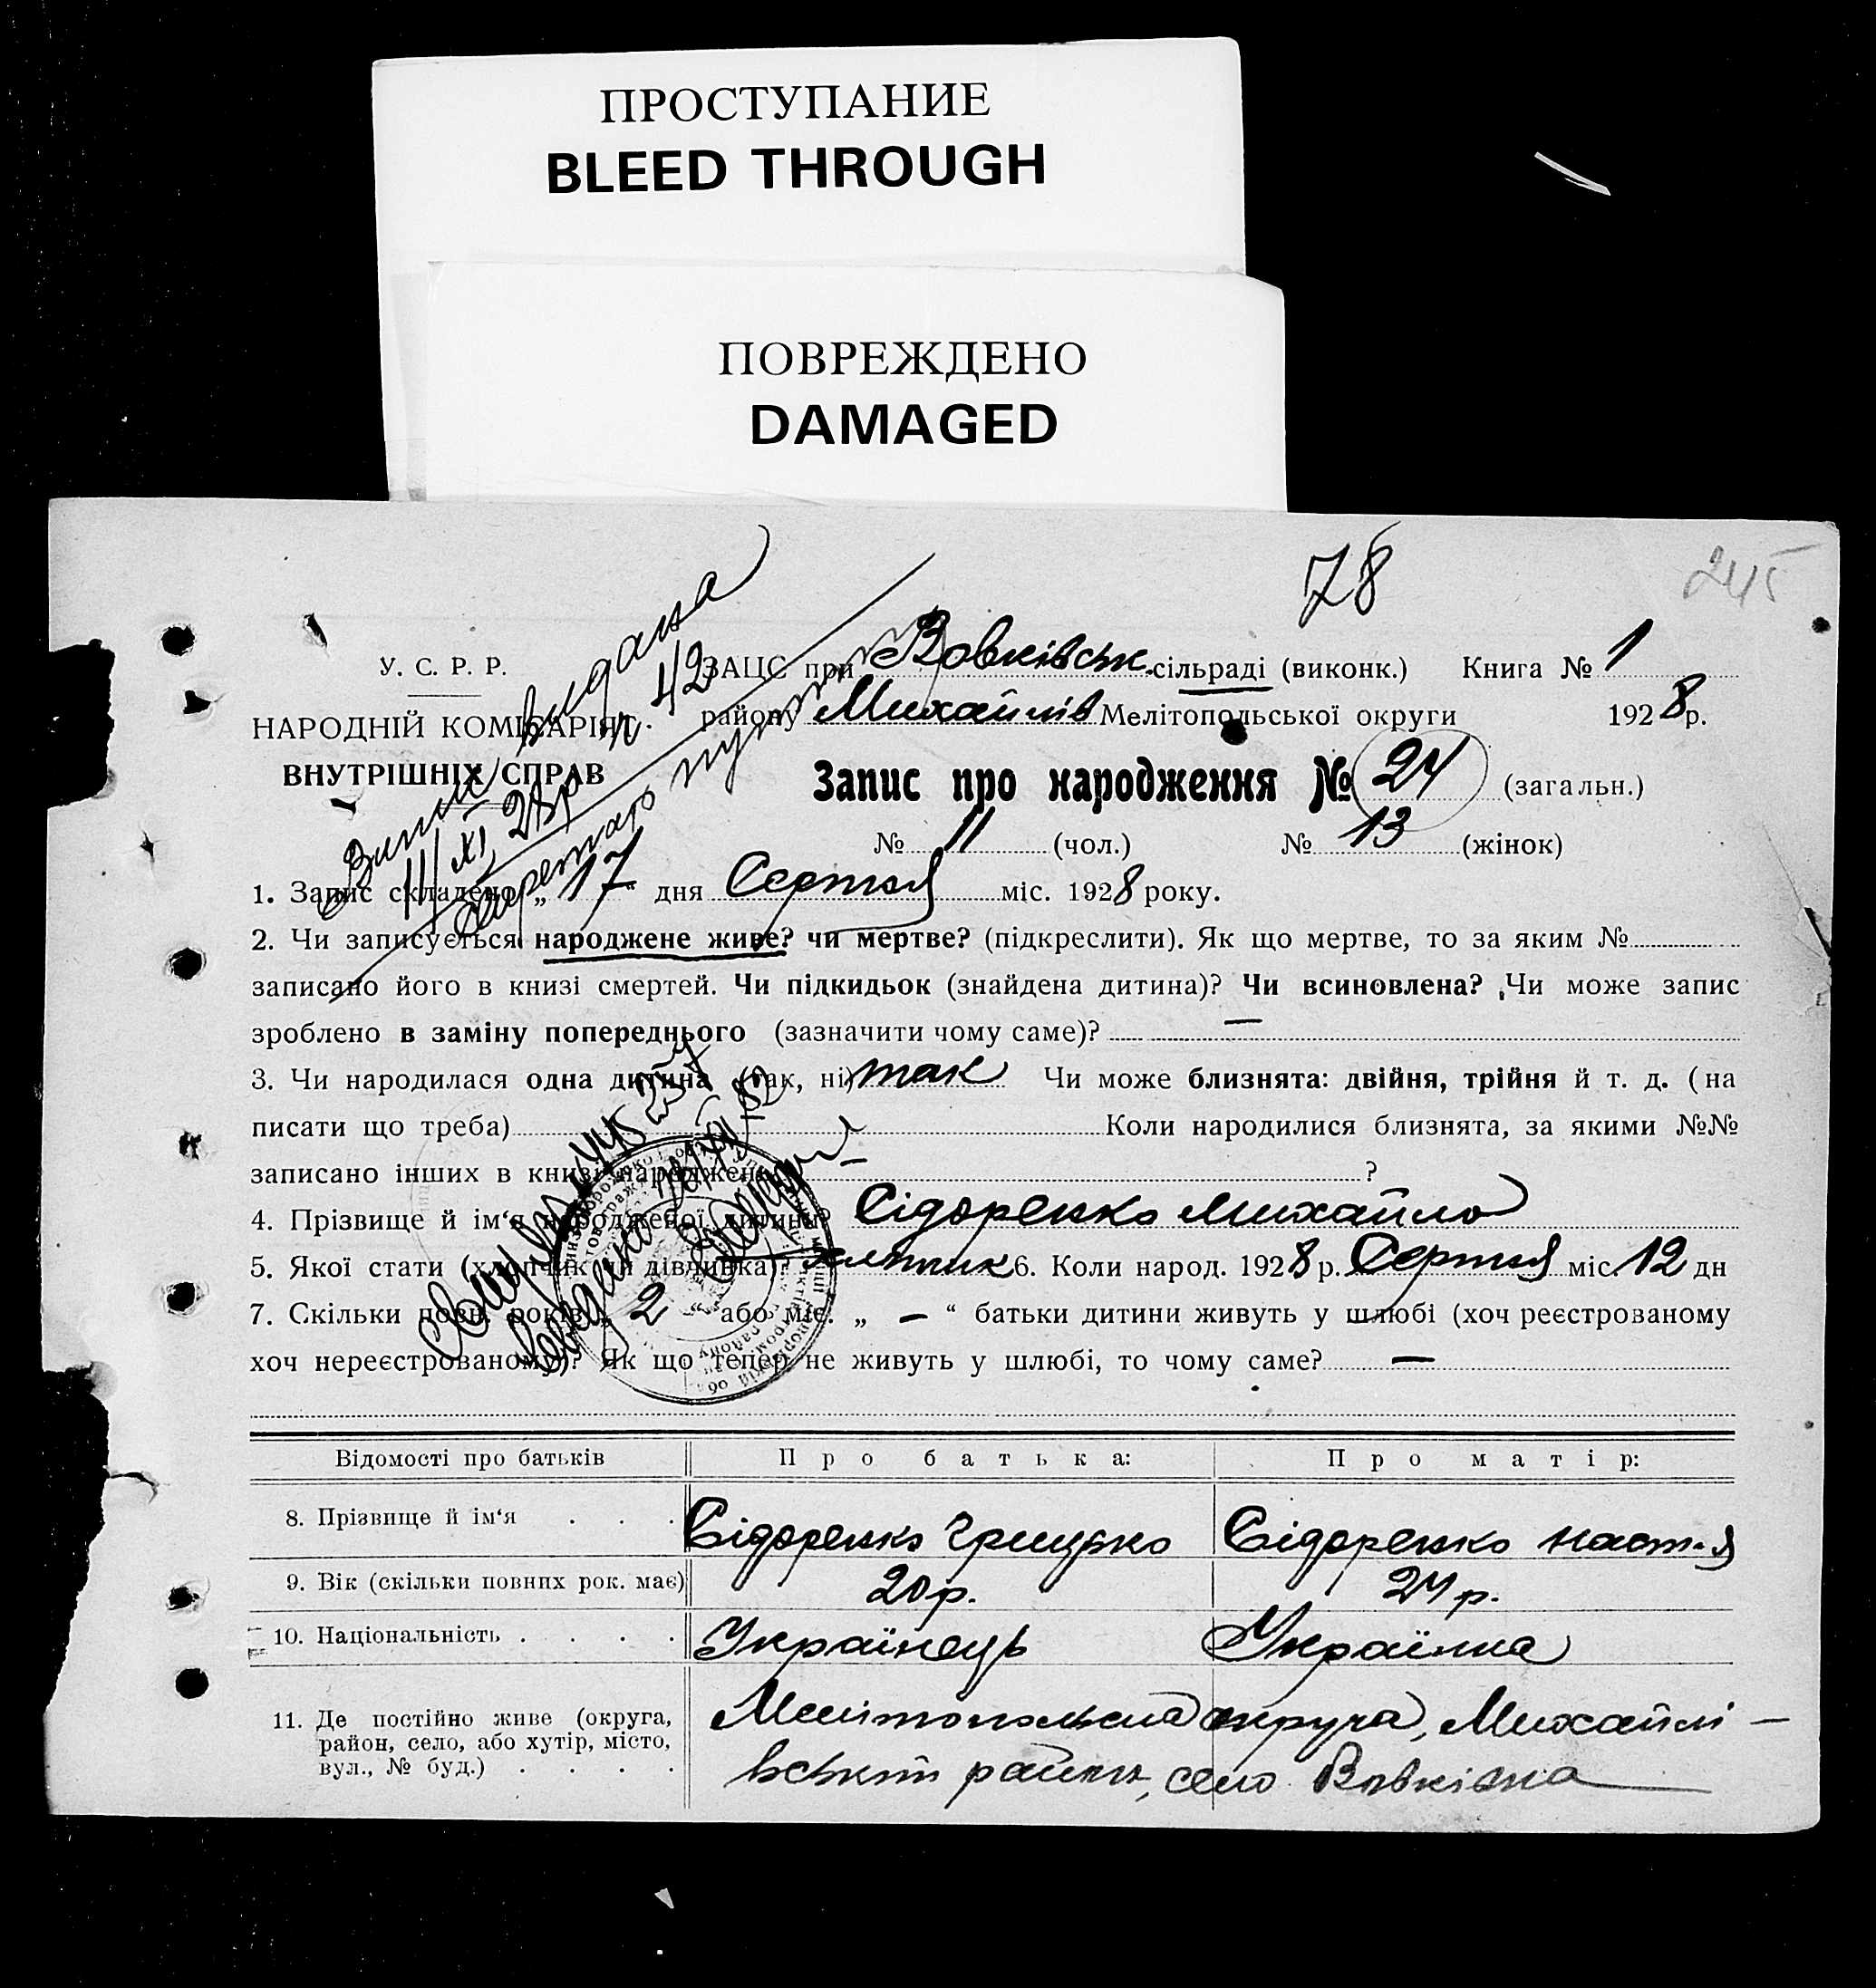 ПРОСТУПАНИЕ
BLEED THROUGH
ПОВРЕЖДЕНО
DAMAGED
78
245
У. С. Р. Р.
НАРОДНІЙ КОМІСАРІЯТ
ВНУТРІШНІХ СПРАВ
видана
42
ЗАЦС при Вовківськ. сільраді (виконк.) Книга № 1
району Михайлів Мелітопольської округи 1928 р.
Запис про народження № 24 (загальн.)
№ 11 (чол.) № 13 (жінок)
1. Запис складено „ 17 “ дня Серпня міс. 1928 року.
2. Чи записується народжене живе? чи мертве? (підкреслити). Як що мертве, то за яким №
записано його в книзі смертей. Чи підкидьок (знайдена дитина)? Чи всиновлена? Чи може запис
зроблено в заміну попереднього (зазначити чому саме)? —
3. Чи народилася одна дитина (так, ні) так Чи може близнята: двійня, трійня й т. д. (на
писати що треба) Коли народилися близнята, за якими №№
записано інших в книзі народжень — ?
4. Прізвище й ім‘я народженої дитини? Сідоренко Михайло
5. Якої стати (хлопчик чи дівчинка)? хлопчик 6. Коли народ. 1928 р. Серпня міс. 12 дн
7. Скільки повн. років „ 2 “ або міс. „ — “ батьки дитини живуть у шлюбі (хоч реєстрованому
хоч нереєстрованому)? Як що тепер не живуть у шлюбі, то чому саме? —
Відомості про батьків Про батька: Про матір:
8. Прізвище й ім‘я Сідоренко Грицько Сідоренко Наст-я
9. Вік (скільки повних рок. має) 20 р. 24 р.
10. Національність Українець Українка
11. Де постійно живе (округа,
район, село, або хутір, місто,
вул., № буд.)
Мелітопольська округа, Михайлі-
вський район, село Вовківка